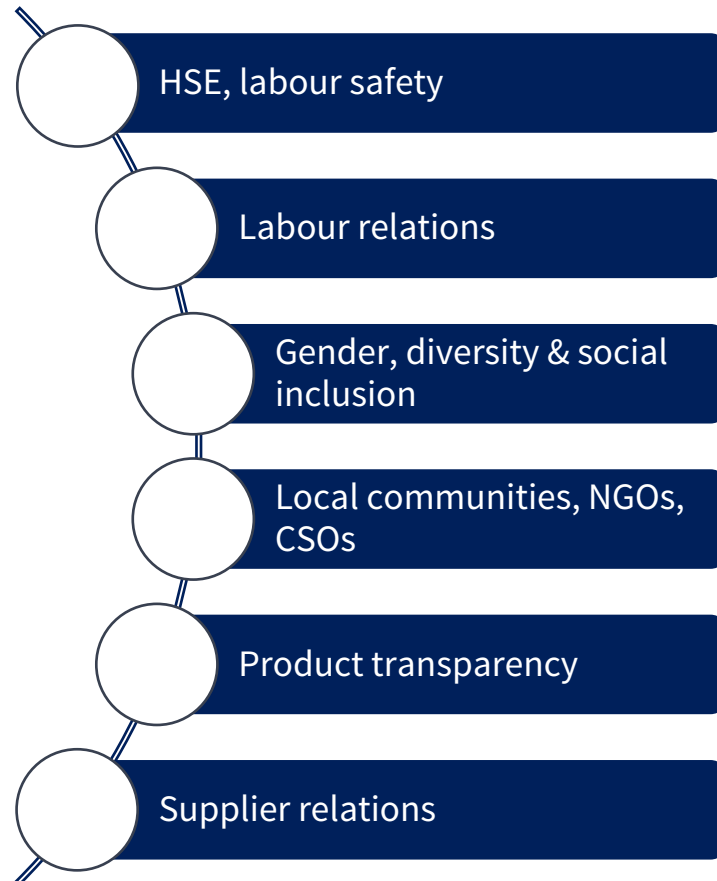 HSE, labour safety
Labour relations
Gender, diversity & social
inclusion
Local communities, NGOs,
CSOs
Product transparency
Supplier relations